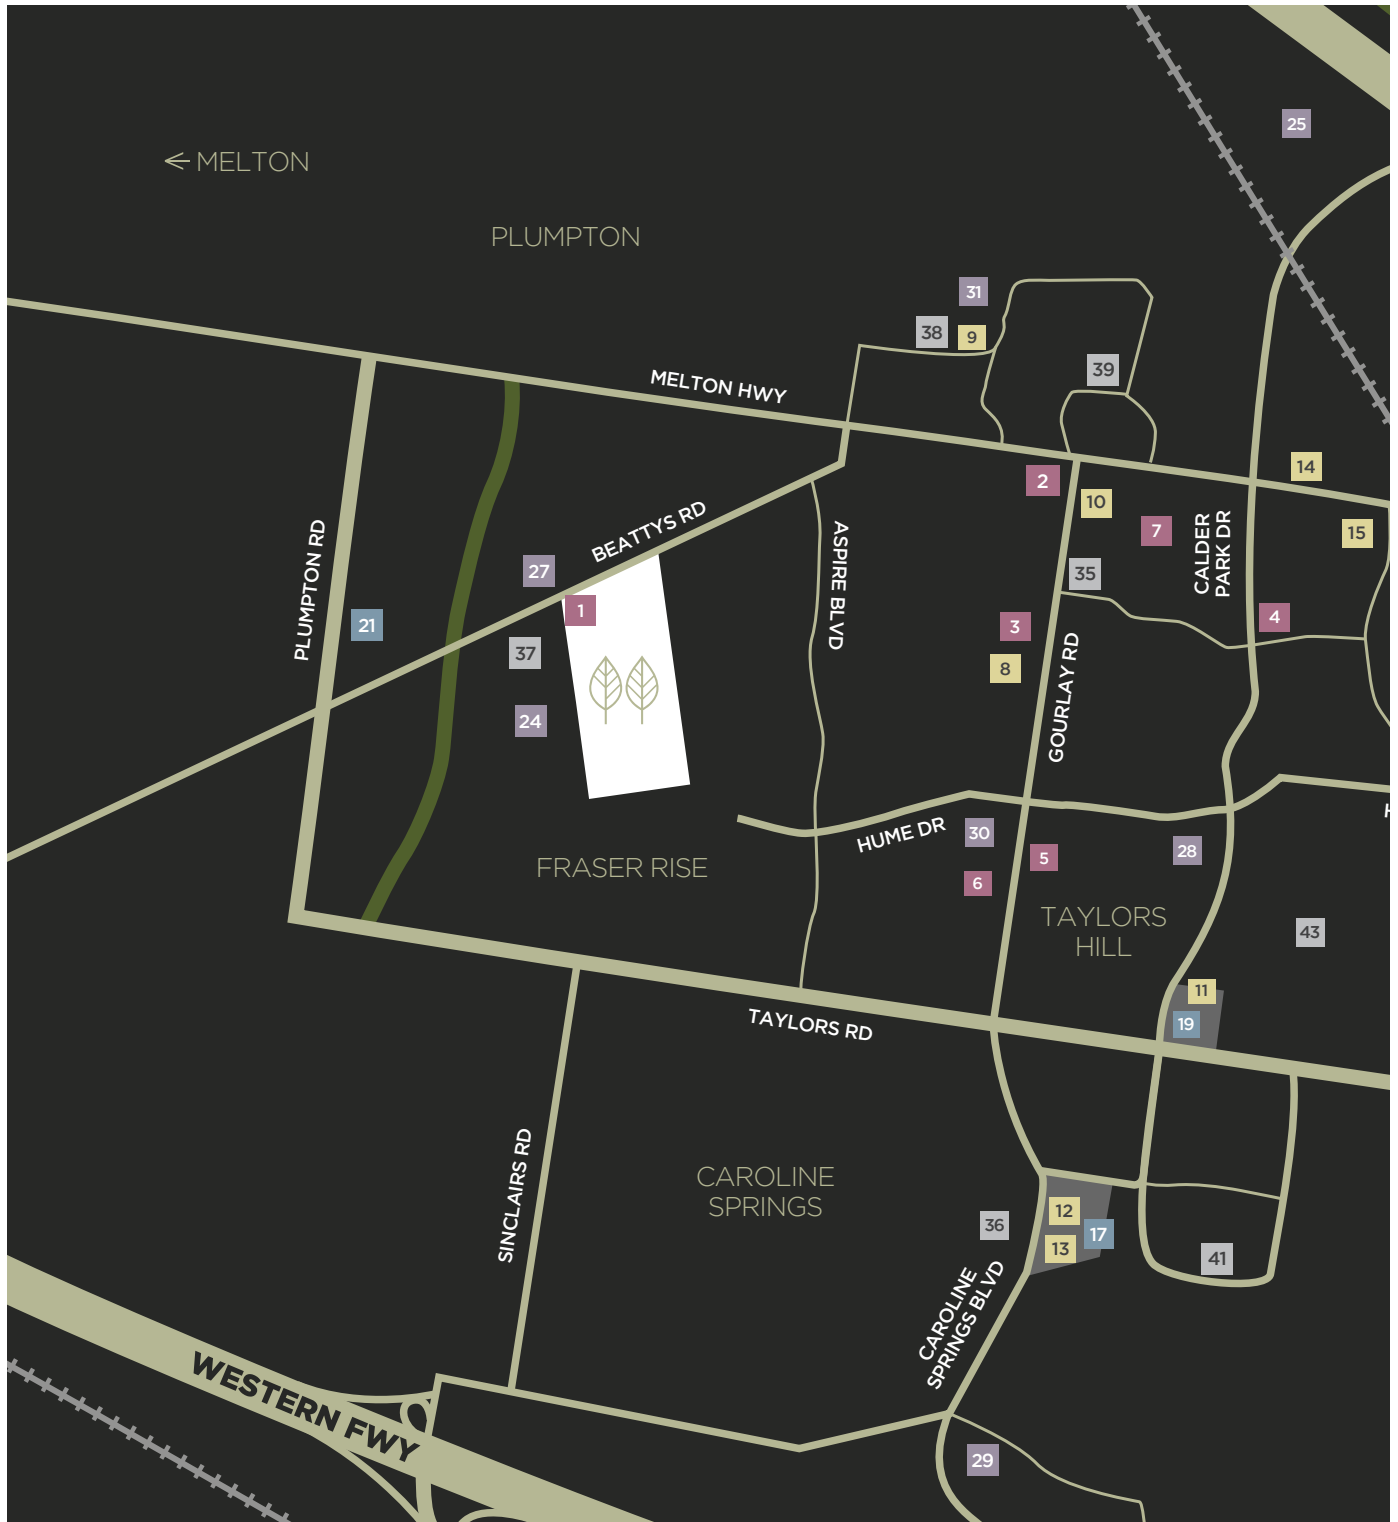 25
MELTON
PLUMPTON
31
38
9
39
MELTON HWY
14
2
10
7
CALDER
PARK DR
15
BEATTYS RD
ASPIRE BLVD
PLUMPTON RD
27
35
1
21
3
4
37
8
GOURLAY RD
24
H
HUME DR
30
28
5
FRASER RISE
6
TAYLORS
HILL
43
11
19
TAYLORS RD
SINCLAIRS RD
CAROLINE
SPRINGS
36
12
17
13
41
CAROLINE
SPRINGS BLVD
WESTERN FWY
29